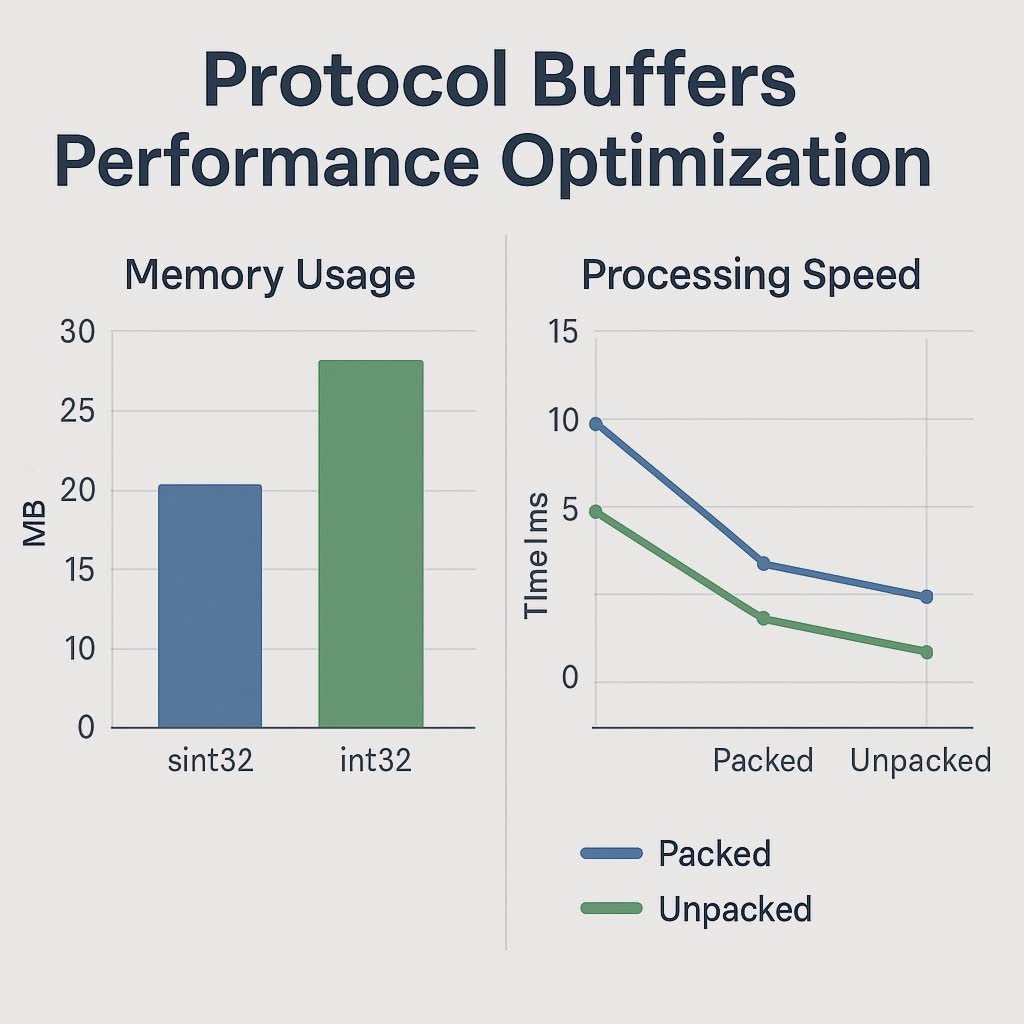 Protocol Buffers
Performance Optimization
Memory Usage
30
25
20
15
10
0
MB
sint32
int32
Processing Speed
15
10
5
0
TIme I ms
Packed
Unpacked
Packed
Unpacked